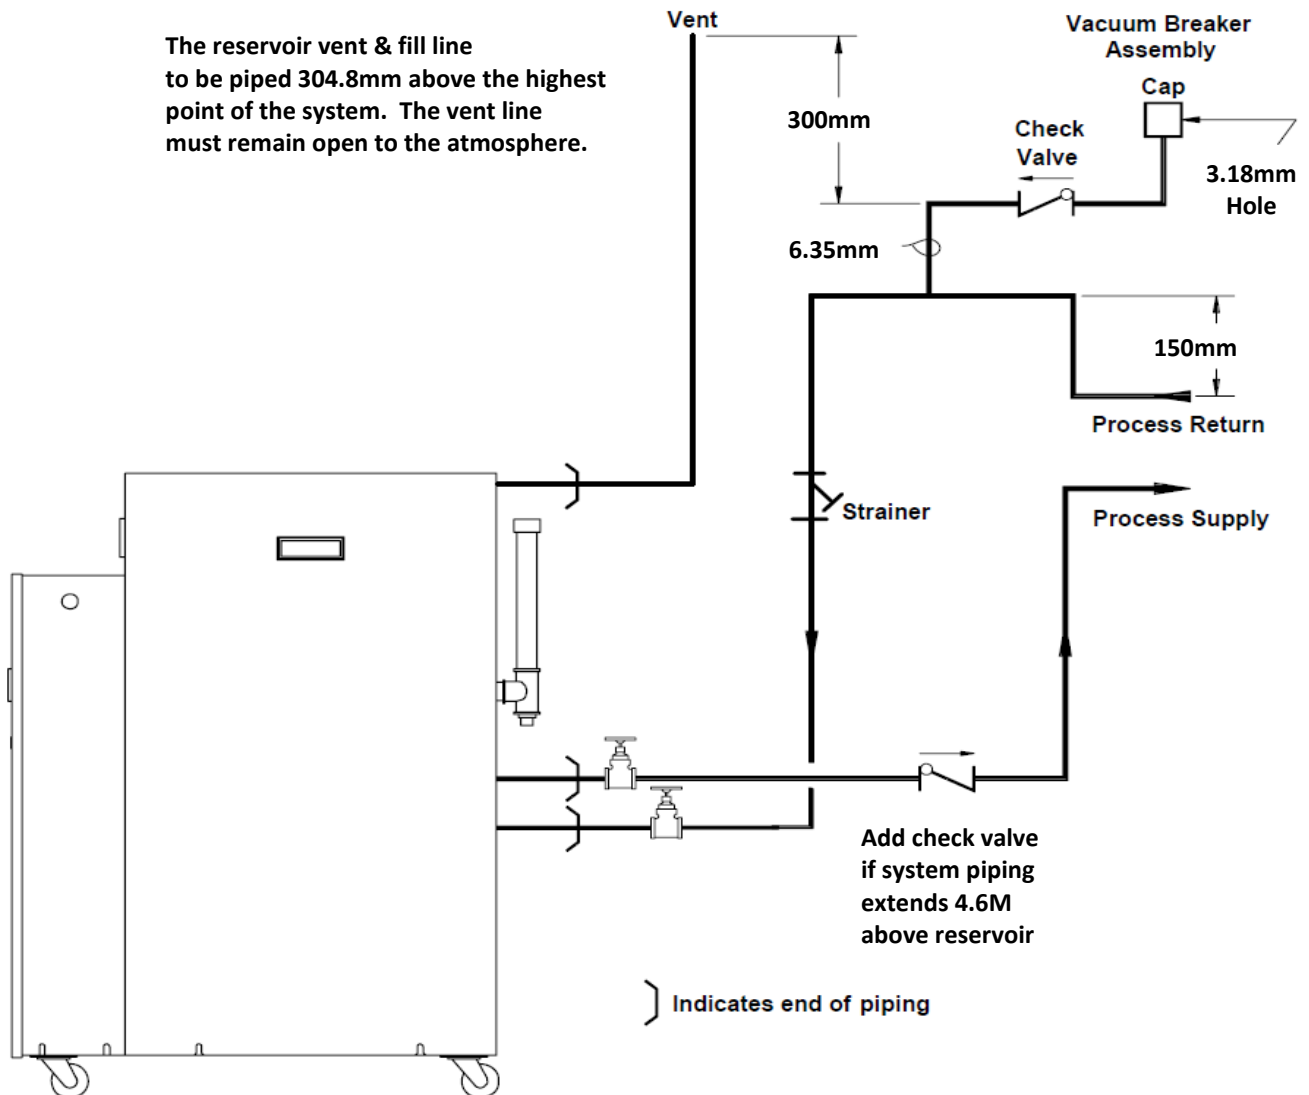 The reservoir vent & fill line
to be piped 304.8mm above the highest
point of the system.  The vent line
must remain open to the atmosphere.
Vent
300mm
Vacuum Breaker
Assembly
Cap
Check
Valve
3.18mm
Hole
6.35mm
150mm
Process Return
Strainer
Process Supply
Add check valve
if system piping
extends 4.6M
above reservoir
Indicates end of piping